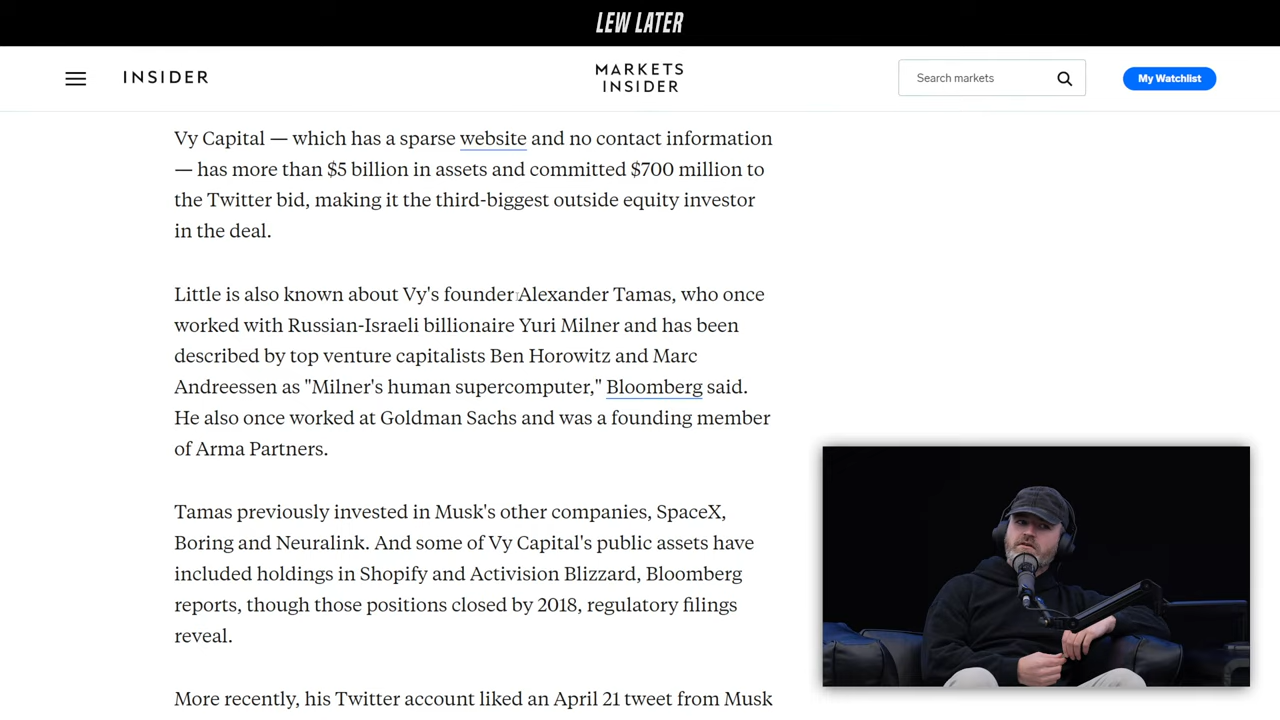 LEW LATER
INSIDER
MARKETS
INSIDER
Search markets
My Watchlist
Vy Capital — which has a sparse website and no contact information
— has more than $5 billion in assets and committed $700 million to
the Twitter bid, making it the third-biggest outside equity investor
in the deal.
Little is also known about Vy's founder Alexander Tamas, who once
worked with Russian-Israeli billionaire Yuri Milner and has been
described by top venture capitalists Ben Horowitz and Marc
Andreessen as "Milner's human supercomputer," Bloomberg said.
He also once worked at Goldman Sachs and was a founding member
of Arma Partners.
Tamas previously invested in Musk's other companies, SpaceX,
Boring and Neuralink. And some of Vy Capital's public assets have
included holdings in Shopify and Activision Blizzard, Bloomberg
reports, though those positions closed by 2018, regulatory filings
reveal.
More recently, his Twitter account liked an April 21 tweet from Musk